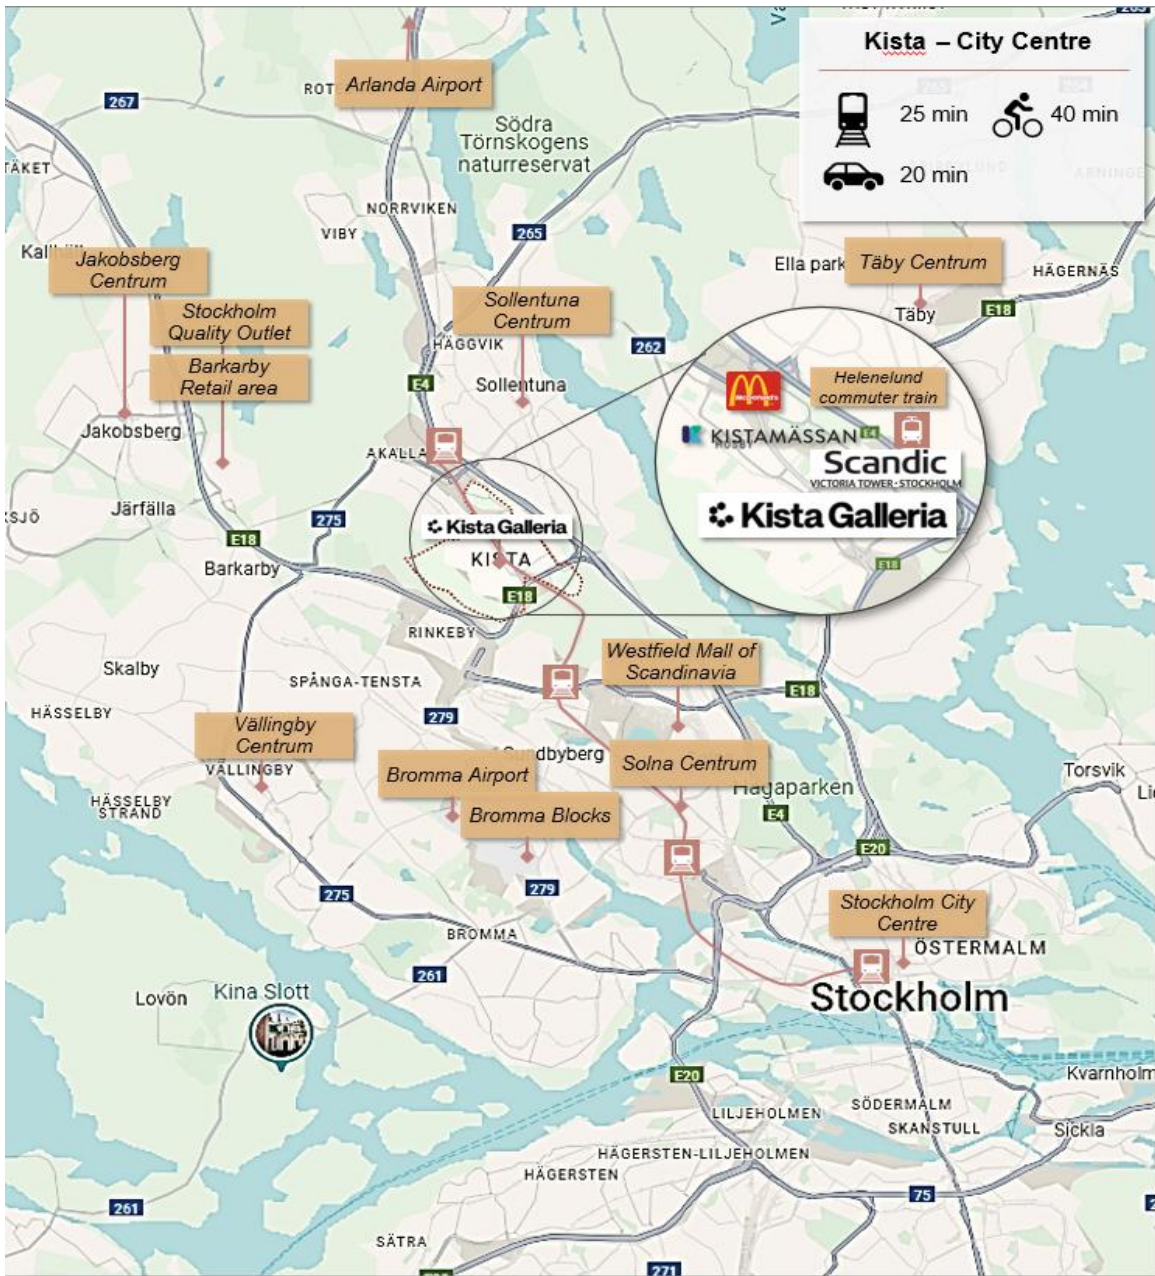 Kista – City Centre
25 min
40 min
20 min
Arlanda Airport
ROT
267
Södra
Törnskogens
naturreservat
TÄKET
NORRVIKEN
VIBY
265
Jakobsberg
Centrum
Stockholm
Quality Outlet
Barkarby
Retail area
Sollentuna
Centrum
Ella park
Täby Centrum
HÄGERNÄS
Täby
E18
HÄGGVIK
262
E4
Sollentuna
McDonald's
Helenelund
commuter train
KISTAMÄSSAN
E4
Scandic
VICTORIA TOWER - STOCKHOLM
Kista Galleria
E18
Jakobsberg
AKALLA
Järfälla
275
Kista Galleria
KISTA
E18
Barkarby
E18
RINKEBY
Skalby
SPÅNGA-TENSTA
HÄSSELBY
279
Westfield Mall of
Scandinavia
E18
Vällingby
Centrum
VÄLLINGBY
Bromma Airport
Sundbyberg
Solna Centrum
Hagaparken
Torsvik
HÄSSELBY
STRAND
Bromma Blocks
E4
E20
279
275
BROMMA
261
Stockholm City
Centre
ÖSTERMALM
Stockholm
Lovön
Kina Slott
E20
Kvarnholm
LILJEHOLMEN
SÖDERMALM
SKANSTULL
Sickla
HÄGERSTEN-LILJEHOLMEN
HÄGERSTEN
261
75
SÄTRA
271